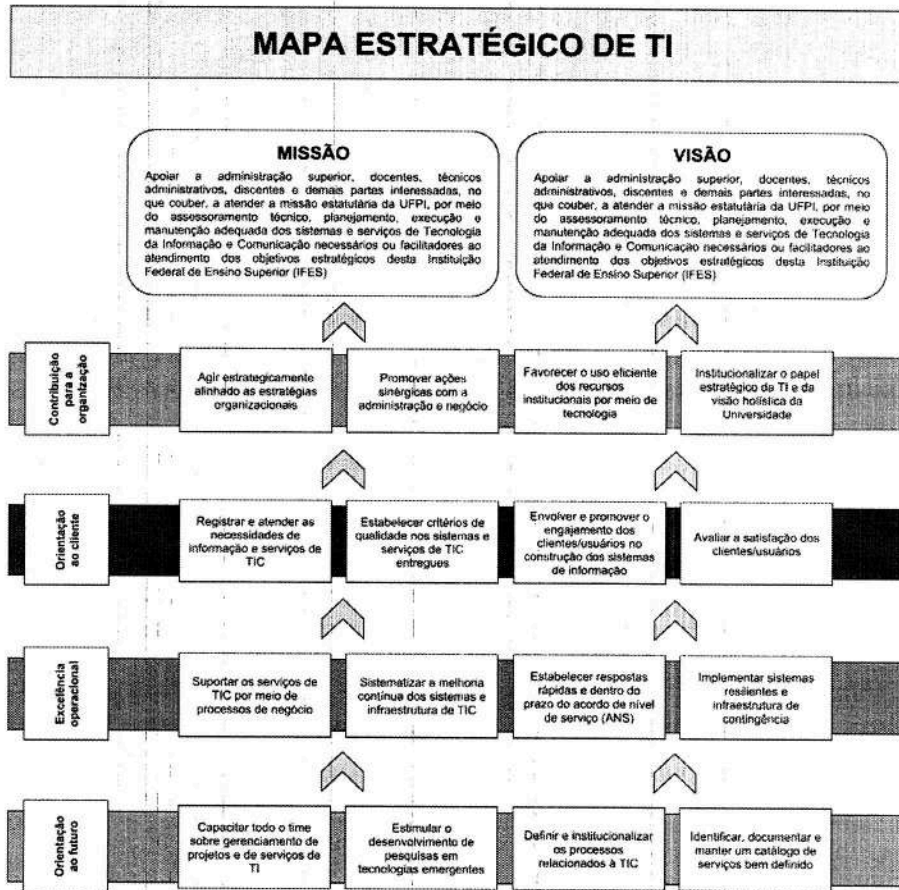 MAPA ESTRATÉGICO DE TI
MISSÃO
Apoiar a administração superior, docentes, técnicos
administrativos, discentes e demais partes interessadas, no
que couber, a atender a missão estatutária da UFPI, por meio
do assessoramento técnico, planejamento, execução e
manutenção adequada dos sistemas e serviços de Tecnologia
da Informação e Comunicação necessários ou facilitadores ao
atendimento dos objetivos estratégicos desta Instituição
Federal de Ensino Superior (IFES)
VISÃO
Apoiar a administração superior, docentes, técnicos
administrativos, discentes e demais partes interessadas, no
que couber, a atender a missão estatutária da UFPI, por meio
do assessoramento técnico, planejamento, execução e
manutenção adequada dos sistemas e serviços de Tecnologia
da Informação e Comunicação necessários ou facilitadores ao
atendimento dos objetivos estratégicos desta Instituição
Federal de Ensino Superior (IFES)
Contribuição
para a
organização
Agir estrategicamente
alinhado as estratégias
organizacionais
Promover ações
sinérgicas com a
administração e negócio
Favorecer o uso eficiente
dos recursos
institucionais por meio de
tecnologia
Institucionalizar o papel
estratégico da TI e da
visão holística da
Universidade
Orientação
ao cliente
Registrar e atender as
necessidades de
informação e serviços de
TIC
Estabelecer critérios de
qualidade nos sistemas e
serviços de TIC
entregues
Envolver e promover o
engajamento dos
clientes/usuários no
construção dos sistemas
de informação
Avaliar a satisfação dos
clientes/usuários
Excelência
operacional
Suportar os serviços de
TIC por meio de
processos de negócio
Sistematizar a melhoria
contínua dos sistemas e
infraestrutura de TIC
Estabelecer respostas
rápidas e dentro do
prazo do acordo de nível
de serviço (ANS)
Implementar sistemas
resilientes e
infraestrutura de
contingência
Orientação
ao futuro
Capacitar todo o time
sobre gerenciamento de
projetos e de serviços de
TI
Estimular o
desenvolvimento de
pesquisas em
tecnologias emergentes
Definir e institucionalizar
os processos
relacionados à TIC
Identificar, documentar e
manter um catálogo de
serviços bem definido